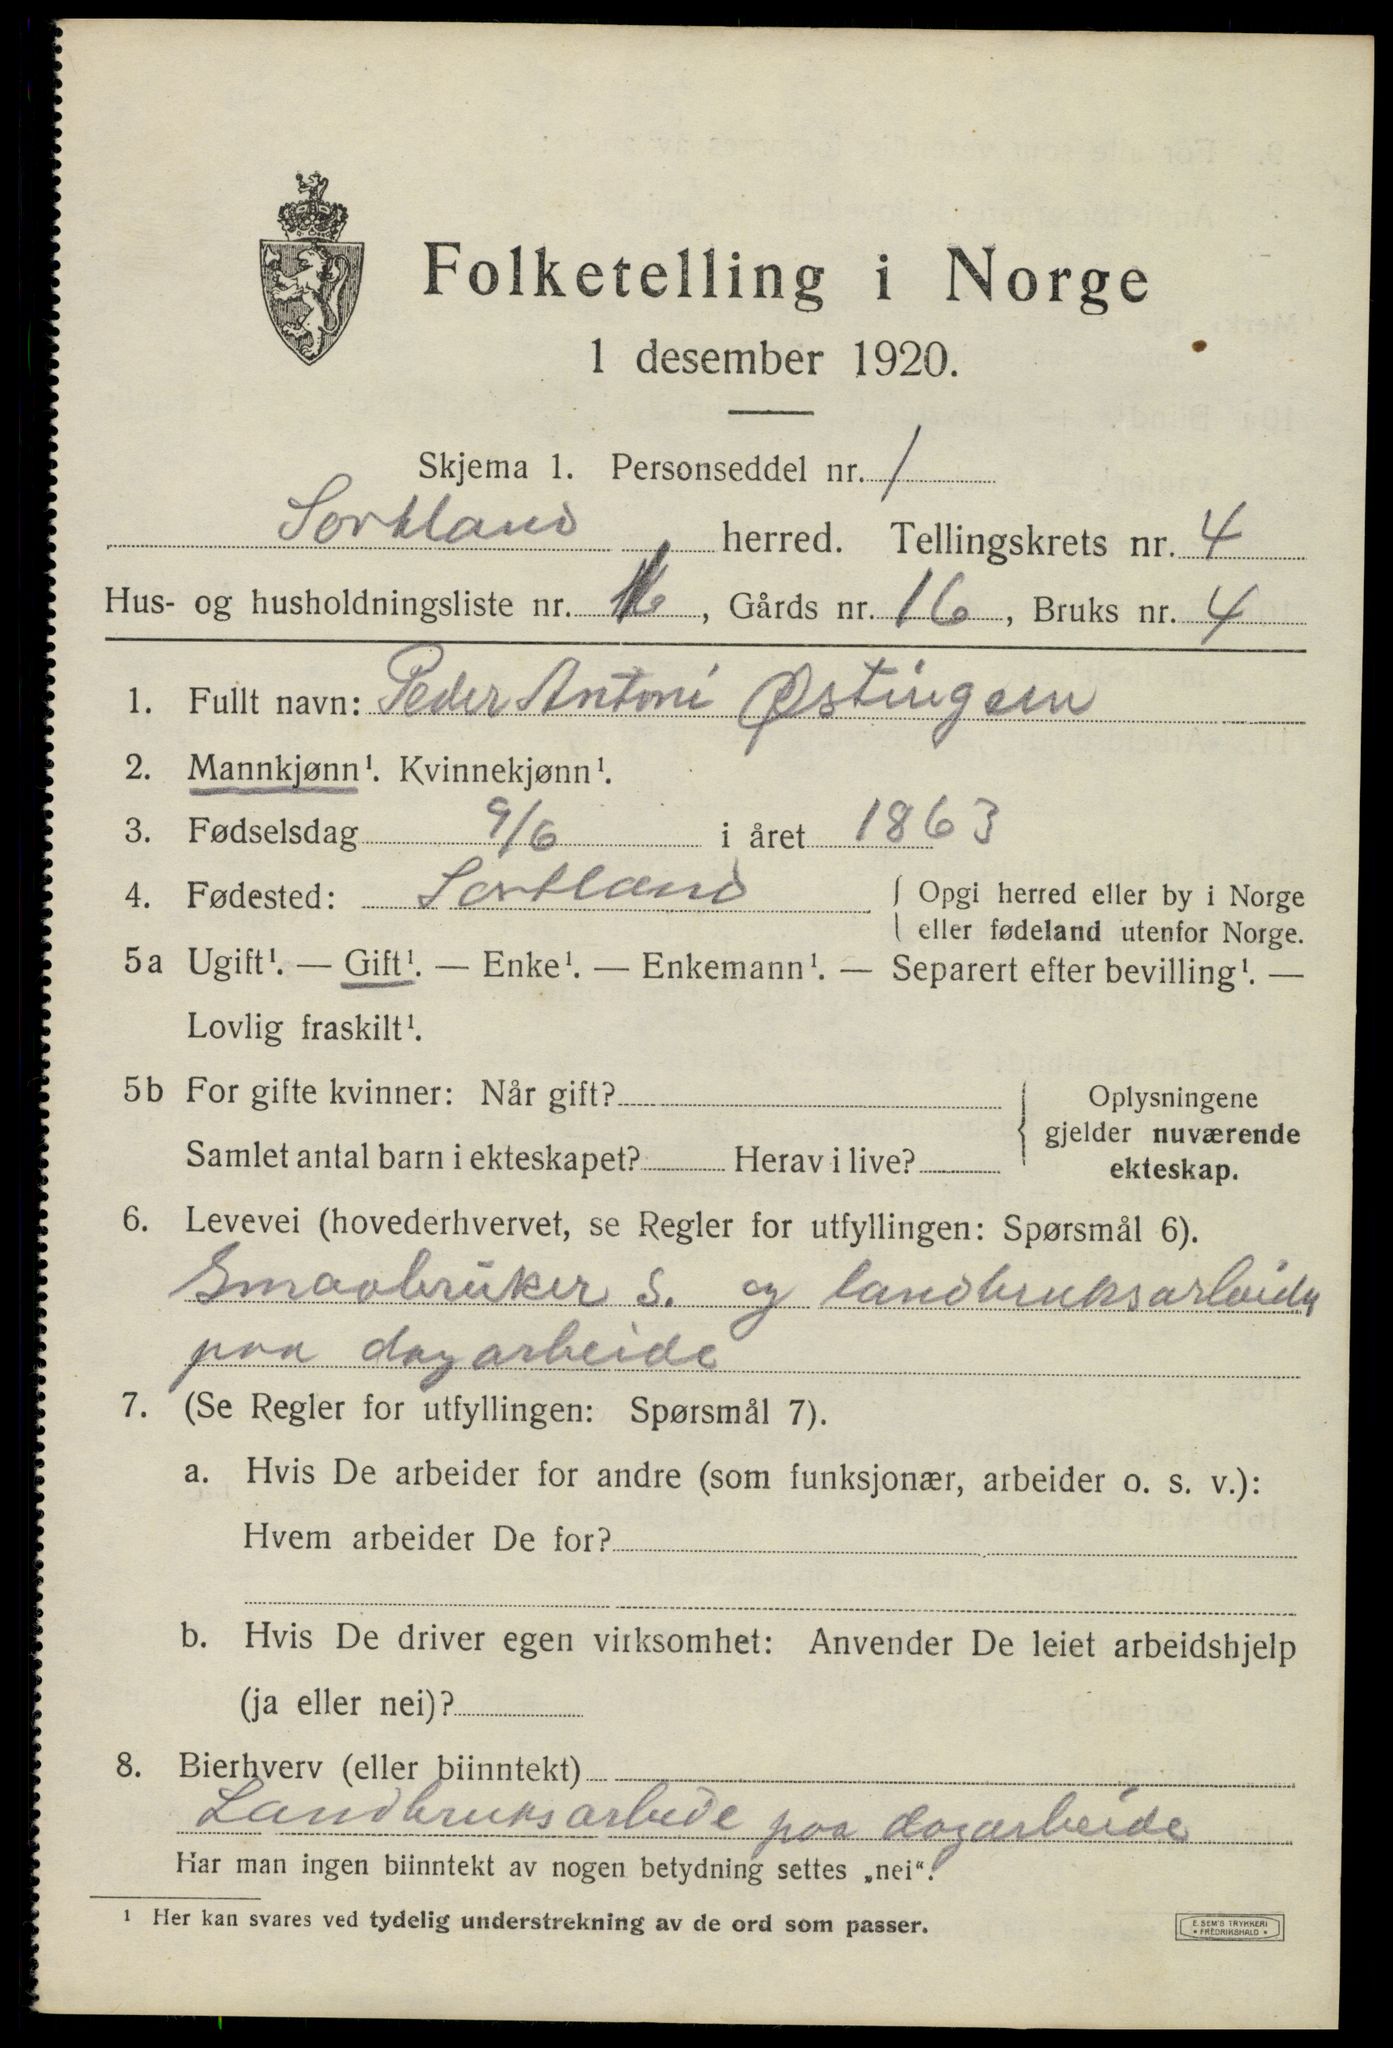 Folketelling i Norge
1 desember 1920.
Skjema 1. Personseddel nr. 1
Sortland herred. Tellingskrets nr. 4
Hus- og husholdningsliste nr. , Gårds nr. 16, Bruks nr. 4
1. Fullt navn: Peder Antoni Østingsen
2. Mannkjønn¹. Kvinnekjønn¹.
3. Fødselsdag 9/6 i året 1863
4. Fødested: Sortland { Opgi herred eller by i Norge
eller fødeland utenfor Norge.
5a Ugift¹. — Gift¹. — Enke¹. — Enkemann¹. — Separert efter bevilling¹. —
Lovlig fraskilt¹.
5b For gifte kvinner: Når gift?
Samlet antal barn i ekteskapet? Herav i live?
{ Oplysningene
gjelder nuværende
ekteskap.
6. Levevei (hovederhvervet, se Regler for utfyllingen: Spørsmål 6).
Smaabruker S. og landbruksarbeide
paa dagarbeide
7. (Se Regler for utfyllingen: Spørsmål 7).
a. Hvis De arbeider for andre (som funksjonær, arbeider o. s. v.):
Hvem arbeider De for?
b. Hvis De driver egen virksomhet: Anvender De leiet arbeidshjelp
(ja eller nei)?
8. Bierhverv (eller biinntekt)
Landbruksarbede paa dagarbeide
Har man ingen biinntekt av nogen betydning settes „nei“.
¹ Her kan svares ved tydelig understrekning av de ord som passer.
E. SEM'S TRYKKERI
* FREDRIKSHALD *